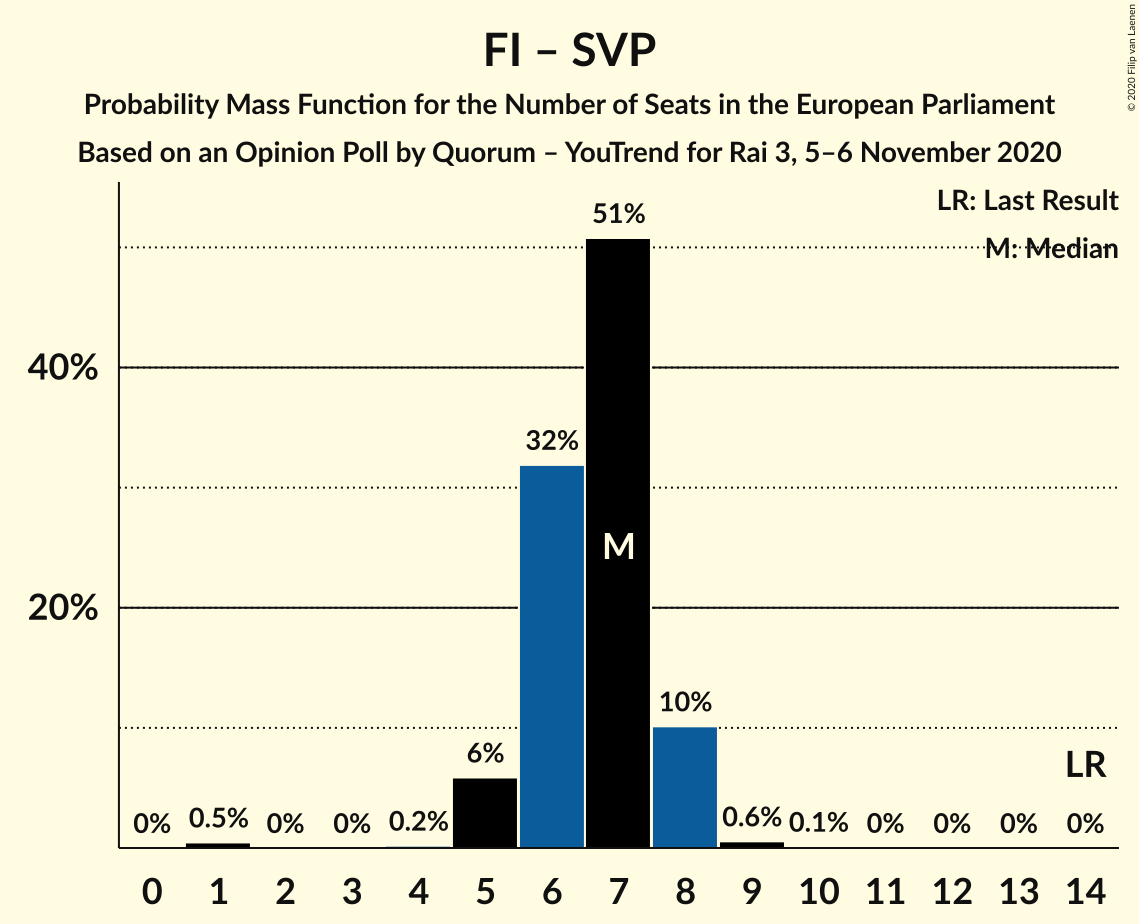 FI – SVP
Probability Mass Function for the Number of Seats in the European Parliament
Based on an Opinion Poll by Quorum – YouTrend for Rai 3, 5–6 November 2020
© 2020 Filip van Laenen
LR: Last Result
M: Median
51%
40%
32%
M
20%
10%
6%
LR
0% 0.5% 0% 0% 0.2% 0.6% 0.1% 0% 0% 0% 0%
0 1 2 3 4 5 6 7 8 9 10 11 12 13 14